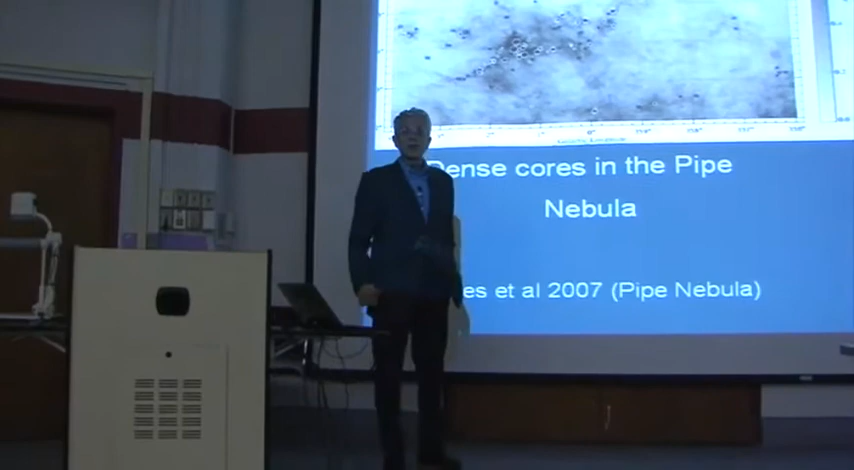 Dense cores in the Pipe
Nebula
es et al 2007 (Pipe Nebula)